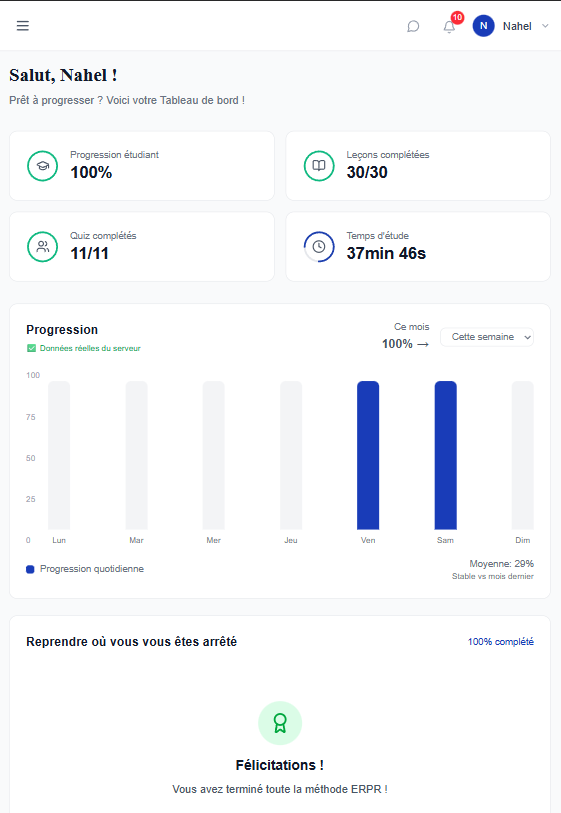 10
N
Nahel
Salut, Nahel !
Prêt à progresser ? Voici votre Tableau de bord !
Progression étudiant
100%
Leçons complétées
30/30
Quiz complétés
11/11
Temps d'étude
37min 46s
Progression
Données réelles du serveur
Ce mois
100% →
Cette semaine
100
75
50
25
0
Lun Mar Mer Jeu Ven Sam Dim
Progression quotidienne
Moyenne: 29%
Stable vs mois dernier
Reprendre où vous vous êtes arrêté
100% complété
Félicitations !
Vous avez terminé toute la méthode ERPR !